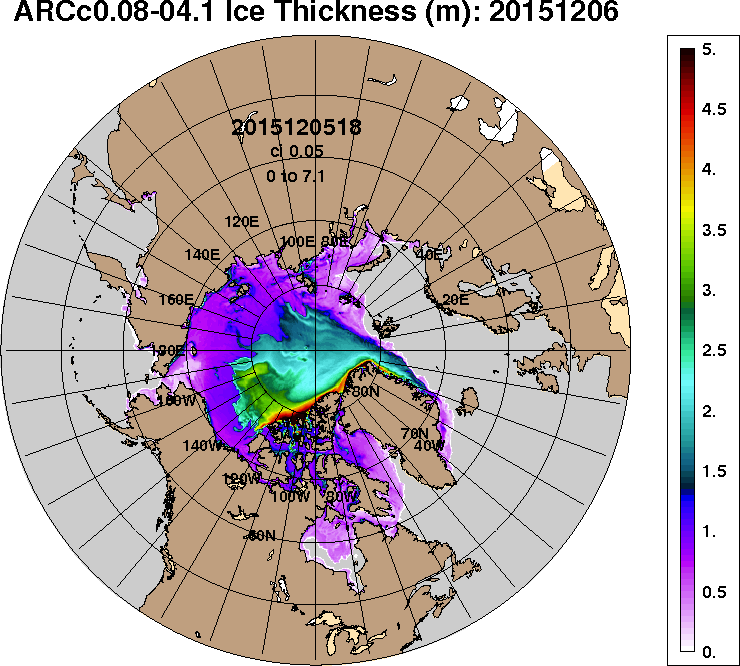 ARCc0.08-04.1 Ice Thickness (m): 20151206
2015120518
ci 0.05
0 to 7.1
120E
100E 80E
140E
40E
160E
20E
180E
160W
80N
70N
140W
40W
120W
100W
80W
60N
5.
4.5
4.
3.5
3.
2.5
2.
1.5
1.
0.5
0.